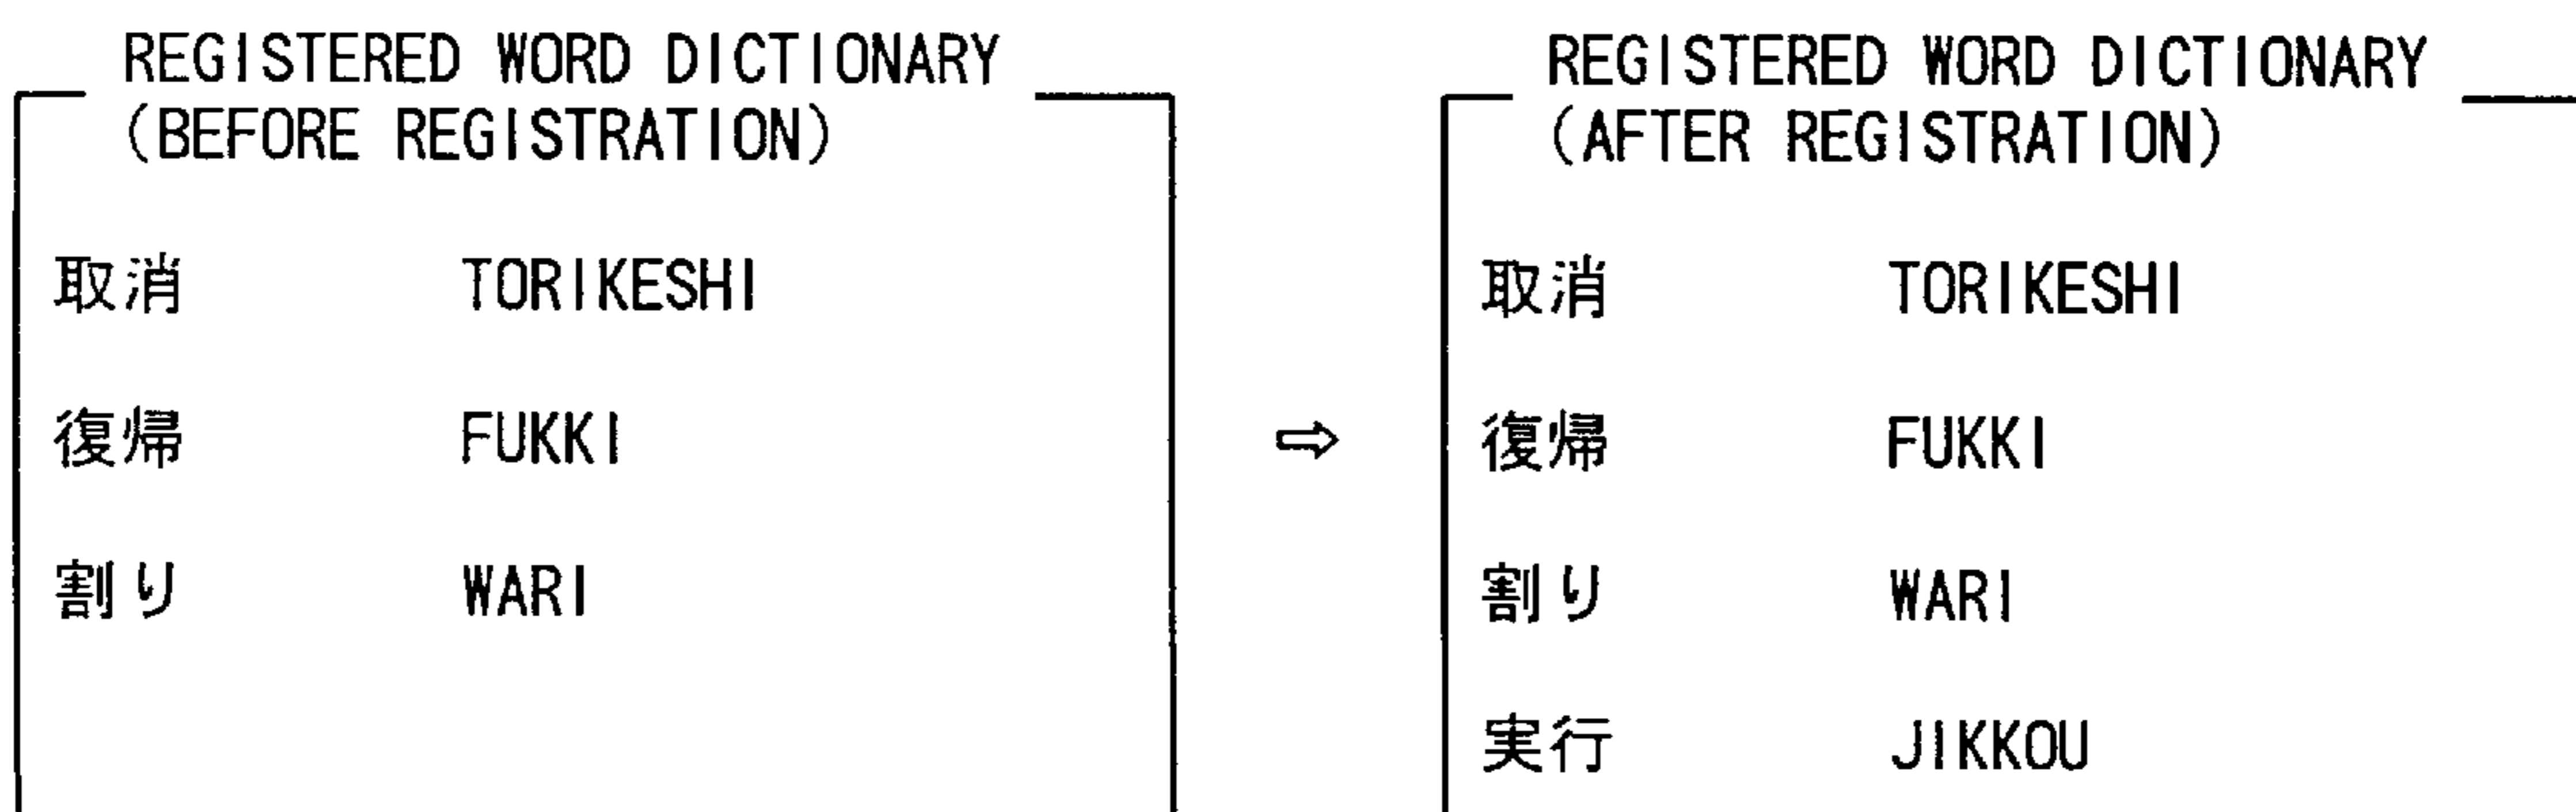 REGISTERED WORD DICTIONARY
(BEFORE REGISTRATION)
取消 TORIKESHI
復帰 FUKKI
割り WARI
⇨
REGISTERED WORD DICTIONARY
(AFTER REGISTRATION)
取消 TORIKESHI
復帰 FUKKI
割り WARI
実行 JIKKOU